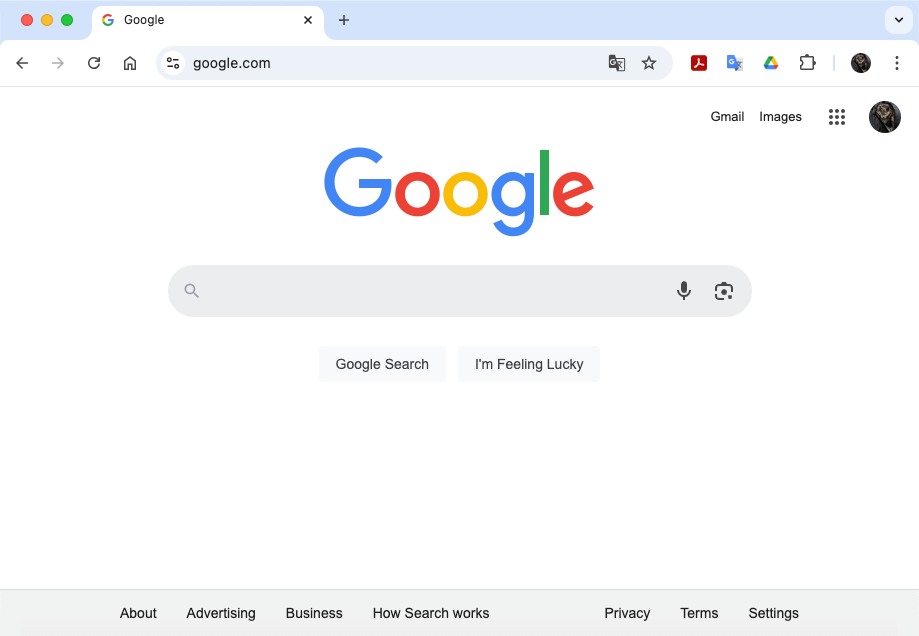 Google
google.com
Gmail Images
Google
Google Search I'm Feeling Lucky
About Advertising Business How Search works Privacy Terms Settings